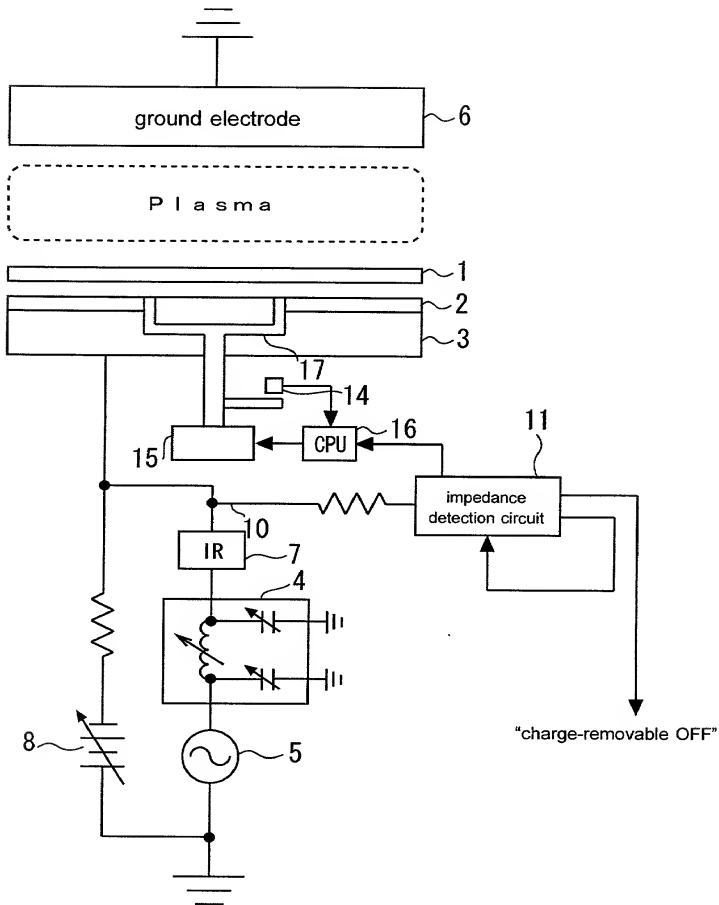 ground electrode
6
Plasma
1
2
3
17
14
15
CPU
16
11
impedance
detection circuit
10
IR
7
4
8
5
"charge-removable OFF"